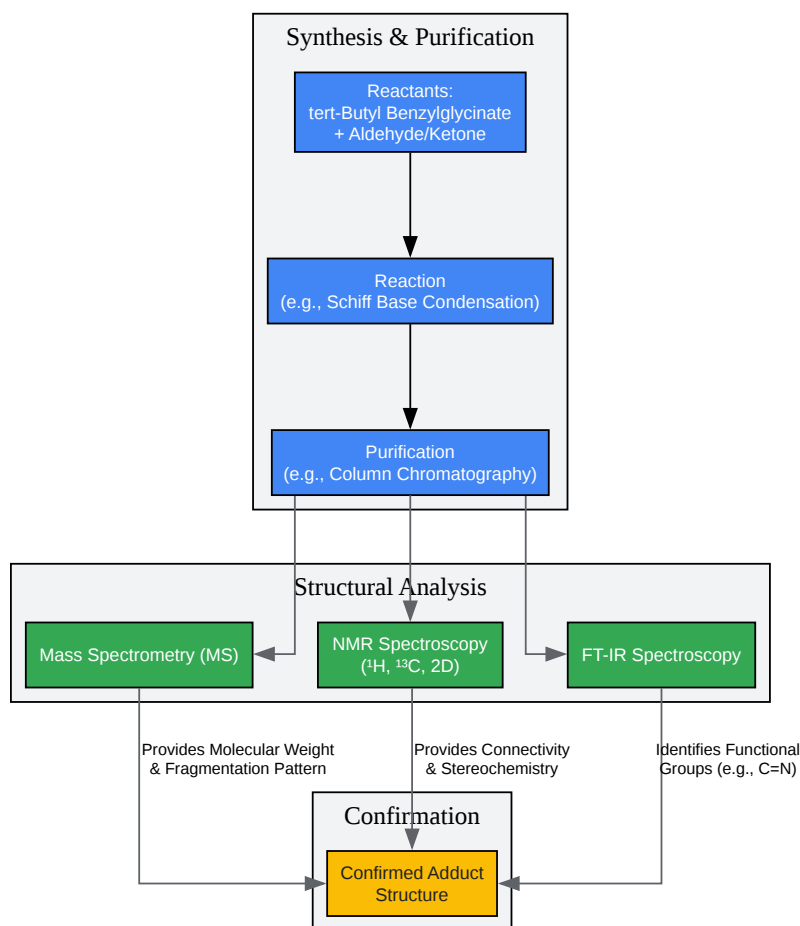 Synthesis & Purification
Reactants:
tert-Butyl Benzylglycinate
+ Aldehyde/Ketone
Reaction
(e.g., Schiff Base Condensation)
Purification
(e.g., Column Chromatography)
Structural Analysis
Mass Spectrometry (MS)
NMR Spectroscopy
(¹H, ¹³C, 2D)
FT-IR Spectroscopy
Provides Molecular Weight
& Fragmentation Pattern
Provides Connectivity
& Stereochemistry
Identifies Functional
Groups (e.g., C=N)
Confirmation
Confirmed Adduct
Structure